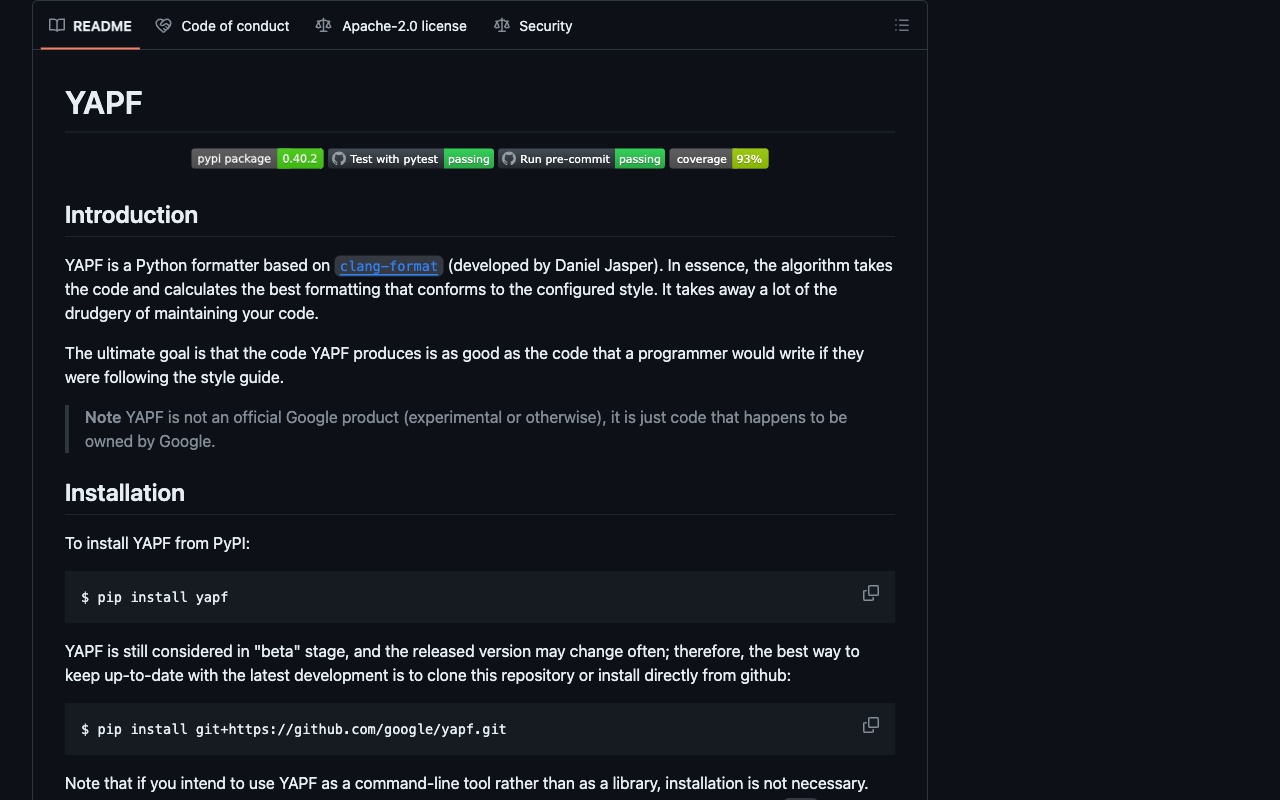 README Code of conduct Apache-2.0 license Security
YAPF
pypi package 0.40.2 Test with pytest passing Run pre-commit passing coverage 93%
Introduction
YAPF is a Python formatter based on clang-format (developed by Daniel Jasper). In essence, the algorithm takes
the code and calculates the best formatting that conforms to the configured style. It takes away a lot of the
drudgery of maintaining your code.
The ultimate goal is that the code YAPF produces is as good as the code that a programmer would write if they
were following the style guide.
Note YAPF is not an official Google product (experimental or otherwise), it is just code that happens to be
owned by Google.
Installation
To install YAPF from PyPI:
$ pip install yapf
YAPF is still considered in "beta" stage, and the released version may change often; therefore, the best way to
keep up-to-date with the latest development is to clone this repository or install directly from github:
$ pip install git+https://github.com/google/yapf.git
Note that if you intend to use YAPF as a command-line tool rather than as a library, installation is not necessary.